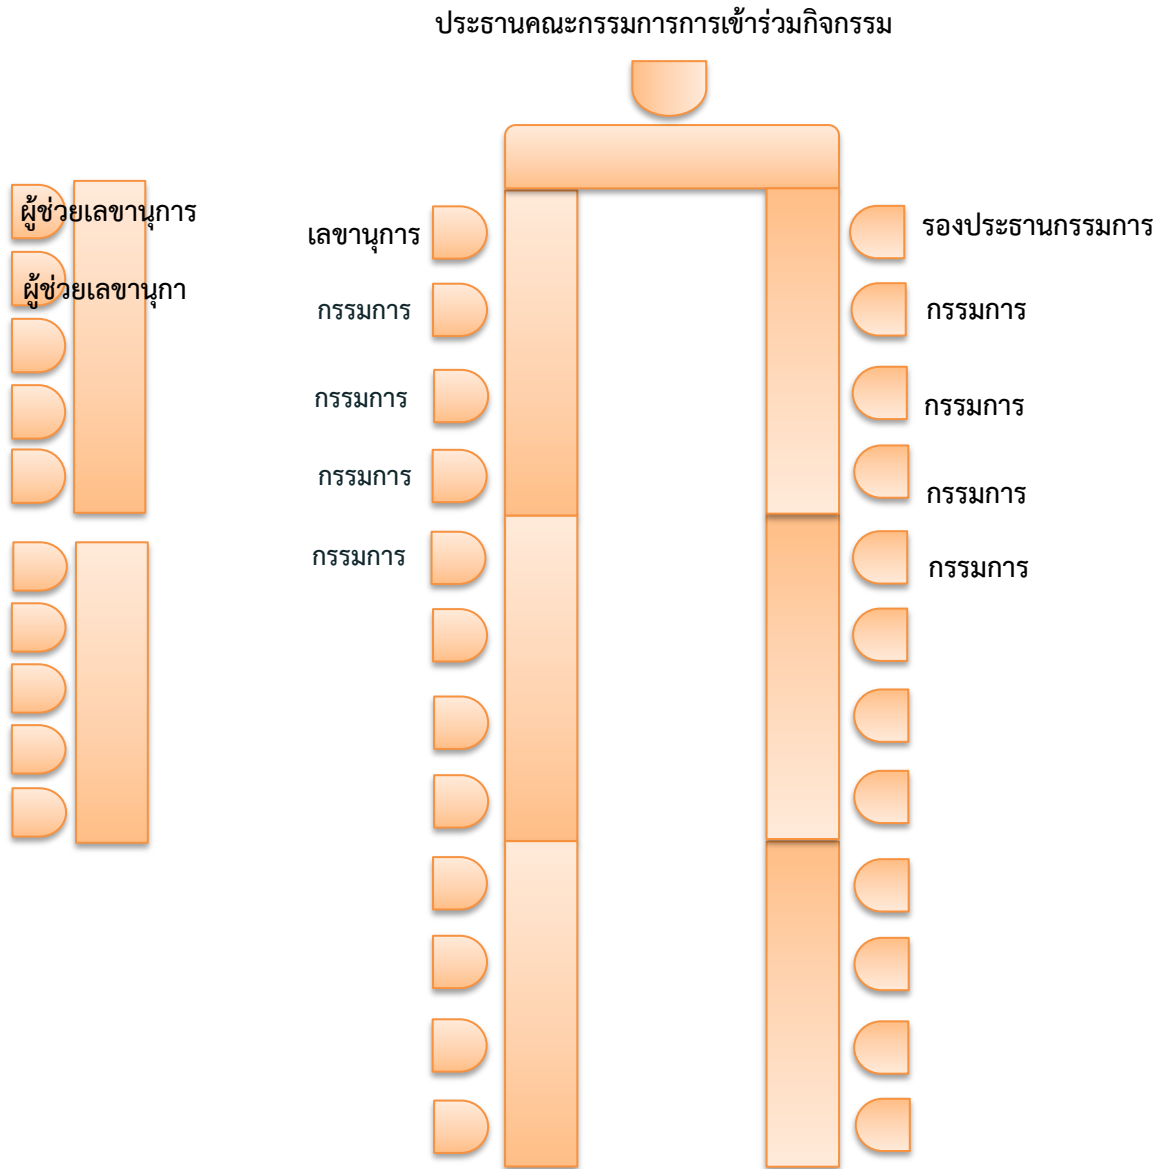 ประธานคณะกรรมการการเข้าร่วมกิจกรรม
ผู้ช่วยเลขานุการ
เลขานุการ
รองประธานกรรมการ
ผู้ช่วยเลขานุกา
กรรมการ
กรรมการ
กรรมการ
กรรมการ
กรรมการ
กรรมการ
กรรมการ
กรรมการ